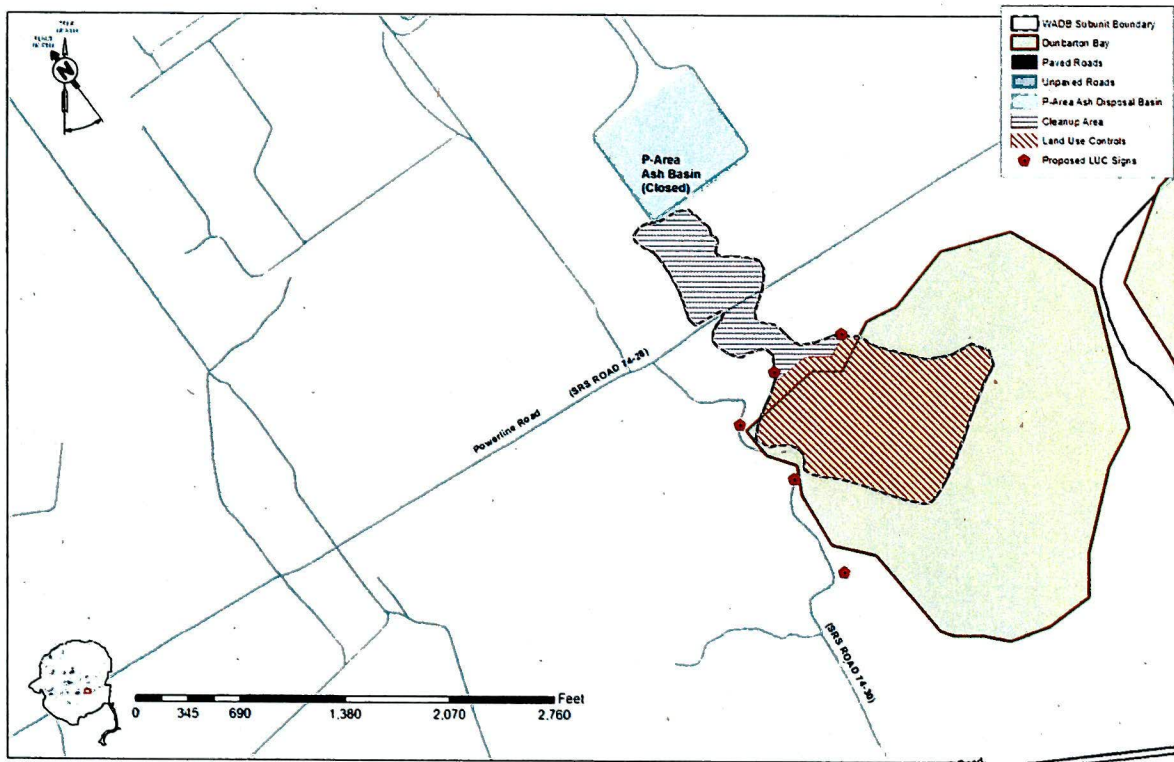 N
WADB Subunit Boundary
Dunbarton Bay
Paved Roads
Unpaved Roads
P-Area Ash Disposal Basin
Cleanup Area
Land Use Controls
Proposed LUC Signs
P-Area
Ash Basin
(Closed)
Powerline Road
(SRS ROAD 74-28)
(SRS ROAD 74-30)
Feet
0 345 690 1,380 2,070 2,760